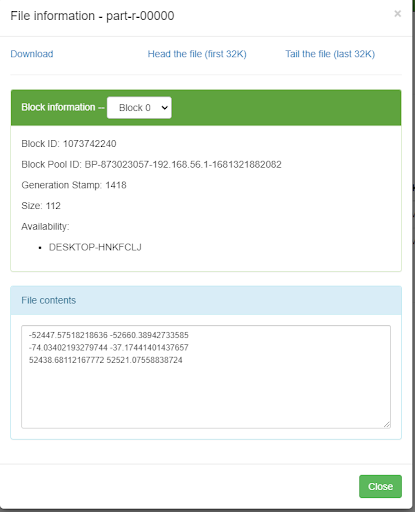 File information - part-r-00000
×
Download Head the file (first 32K) Tail the file (last 32K)
Block information -- Block 0
Block ID: 1073742240
Block Pool ID: BP-873023057-192.168.56.1-1681321882082
Generation Stamp: 1418
Size: 112
Availability:
• DESKTOP-HNKFCLJ
File contents
-52447.57518218636 -52660.38942733585
-74.03402193279744 -37.17441401437657
52438.68112167772 52521.07558838724
Close